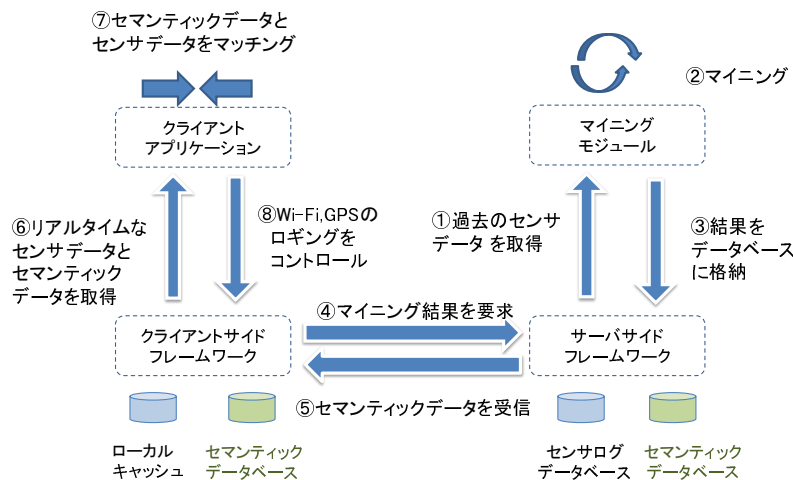 ⑦セマンティックデータと
センサデータをマッチング
②マイニング
クライアント
アプリケーション
マイニング
モジュール
⑥リアルタイムな
センサデータと
セマンティック
データを取得
⑧Wi-Fi,GPSの
ロギングを
コントロール
①過去のセンサ
データ を取得
③結果を
データベース
に格納
④マイニング結果を要求
クライアントサイド
フレームワーク
サーバサイド
フレームワーク
⑤セマンティックデータを受信
ローカル
キャッシュ
セマンティック
データベース
センサログ
データベース
セマンティック
データベース